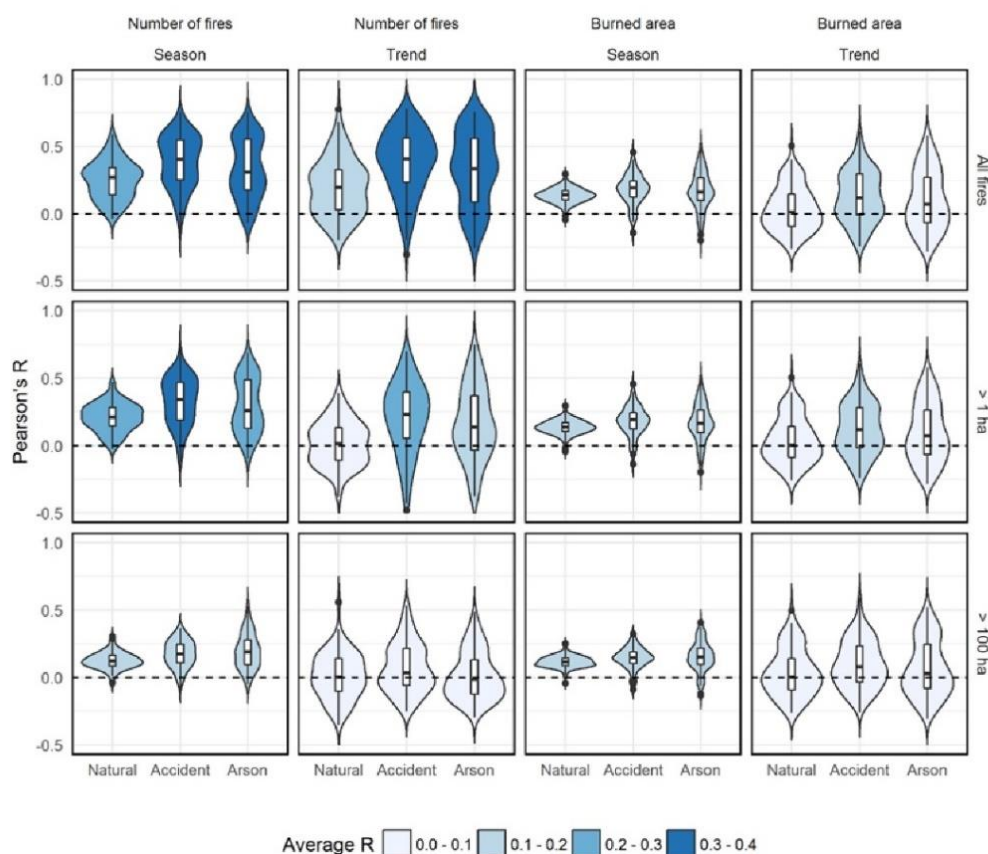 Number of fires Number of fires Burned area Burned area
Season Trend Season Trend
1.0
0.5
0.0
-0.5
All fires
1.0
0.5
0.0
-0.5
> 1 ha
Pearson's R
1.0
0.5
0.0
-0.5
> 100 ha
Natural Accident Arson Natural Accident Arson Natural Accident Arson Natural Accident Arson
Average R 0.0 - 0.1 0.1 - 0.2 0.2 - 0.3 0.3 - 0.4